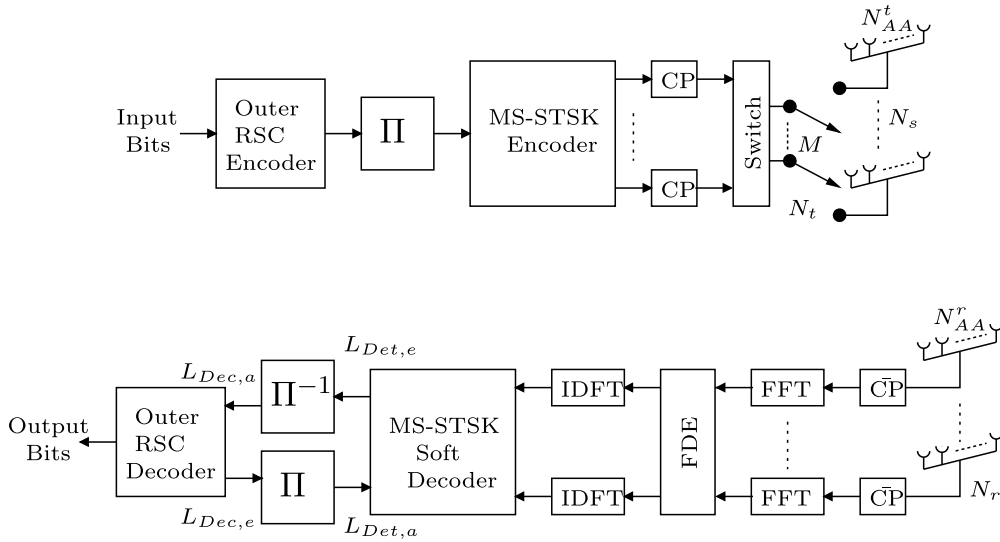 N_{AA}^t
Input
Bits
Outer
RSC
Encoder
Π
MS-STSK
Encoder
CP
CP
Switch
M
N_s
N_t
N_{AA}^r
L_{Det,e}
L_{Dec,a}
Π^{-1}
Output
Bits
Outer
RSC
Decoder
Π
L_{Dec,e}
L_{Det,a}
MS-STSK
Soft
Decoder
IDFT
IDFT
FDE
FFT
FFT
C̄P
C̄P
N_r